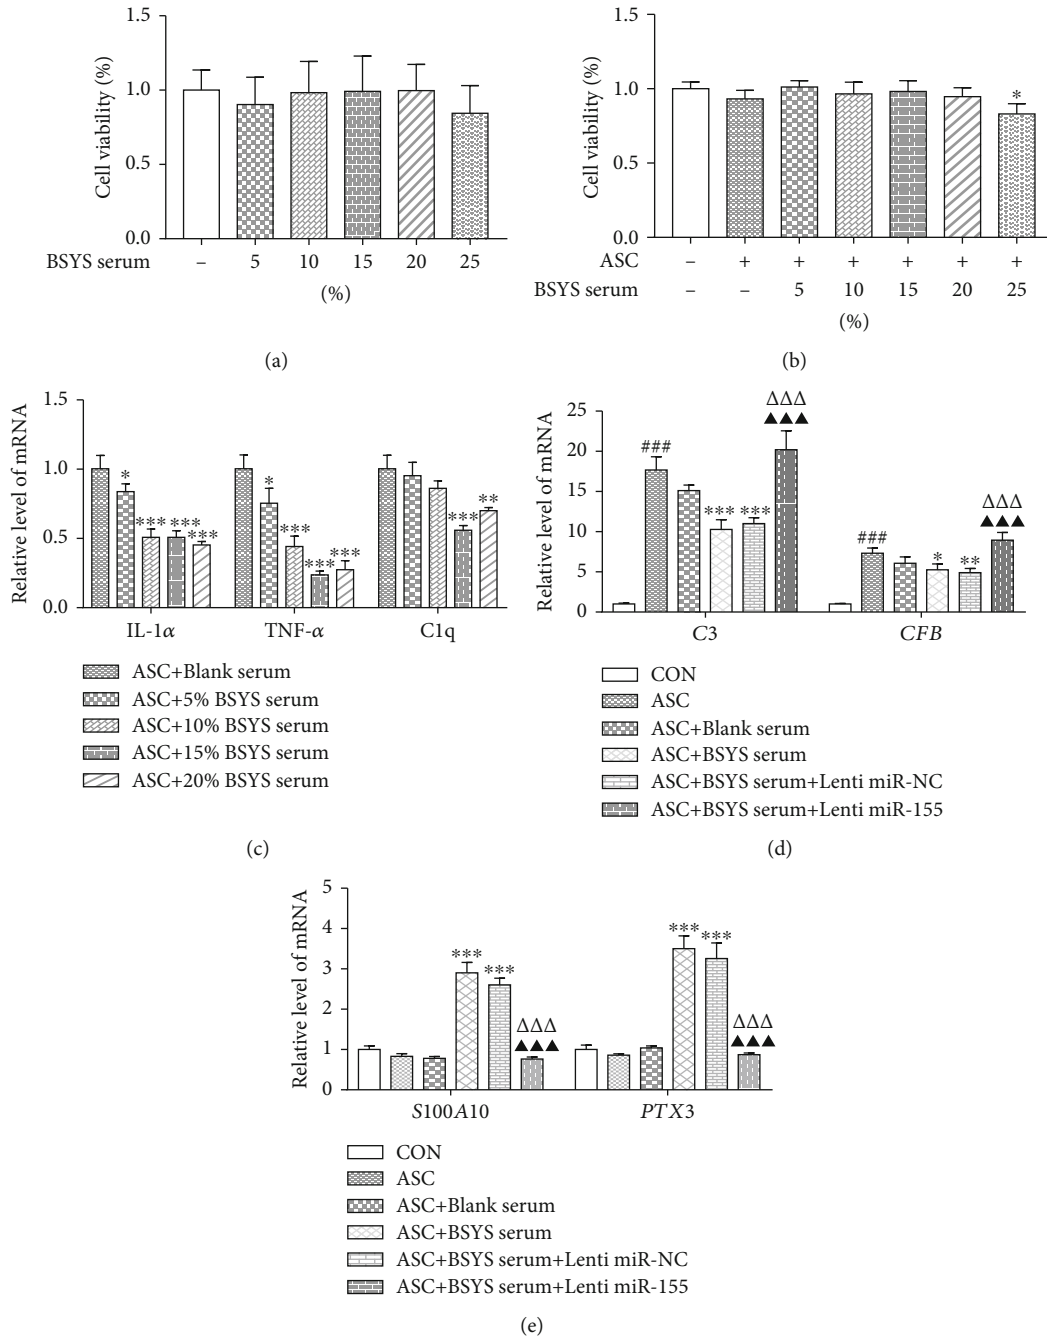 1.5
1.0
0.5
0.0
Cell viability (%)
BSYS serum – 5 10 15 20 25
(%)
(a)
1.5
1.0
0.5
0.0
Cell viability (%)
*
ASC – + + + + + +
BSYS serum – – 5 10 15 20 25
(%)
(b)
1.5
1.0
0.5
0.0
Relative level of mRNA
* *** *** ***
* *** *** ***
*** **
IL-1α TNF-α C1q
ASC+Blank serum
ASC+5% BSYS serum
ASC+10% BSYS serum
ASC+15% BSYS serum
ASC+20% BSYS serum
(c)
25
20
15
10
5
0
Relative level of mRNA
### *** *** ΔΔΔ ▲▲▲
### * ** ΔΔΔ ▲▲▲
C3 CFB
CON
ASC
ASC+Blank serum
ASC+BSYS serum
ASC+BSYS serum+Lenti miR-NC
ASC+BSYS serum+Lenti miR-155
(d)
5
4
3
2
1
0
Relative level of mRNA
*** *** ΔΔΔ ▲▲▲
*** *** ΔΔΔ ▲▲▲
S100A10 PTX3
CON
ASC
ASC+Blank serum
ASC+BSYS serum
ASC+BSYS serum+Lenti miR-NC
ASC+BSYS serum+Lenti miR-155
(e)